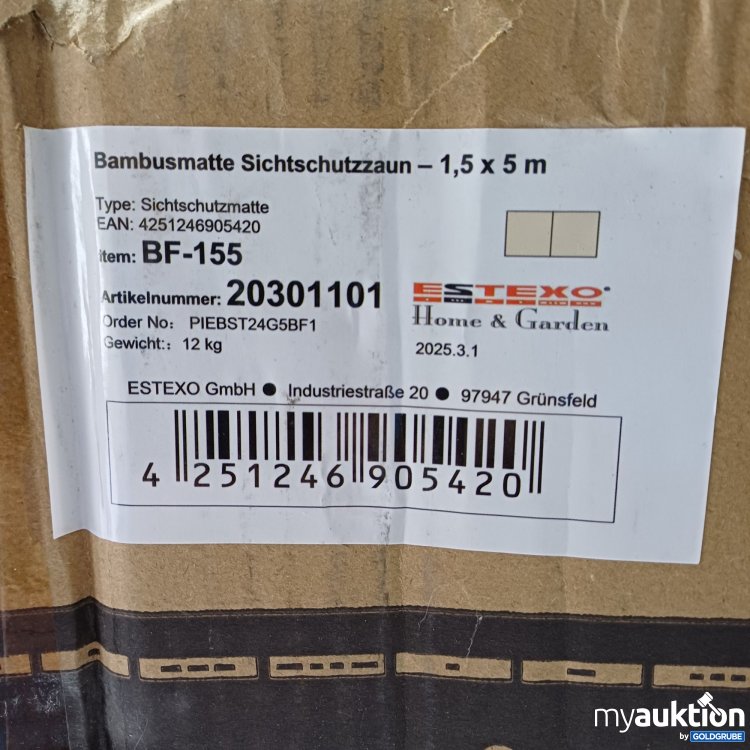 Bambusmatte Sichtschutzzaun – 1,5 x 5 m
Type: Sichtschutzmatte
EAN: 4251246905420
Item: BF-155
Artikelnummer: 20301101
Order No: PIEBST24G5BF1
Gewicht:: 12 kg
ESTEXO®
Home & Garden
2025.3.1
ESTEXO GmbH ● Industriestraße 20 ● 97947 Grünsfeld
4 251246 905420
myauktion
by GOLDGRUBE